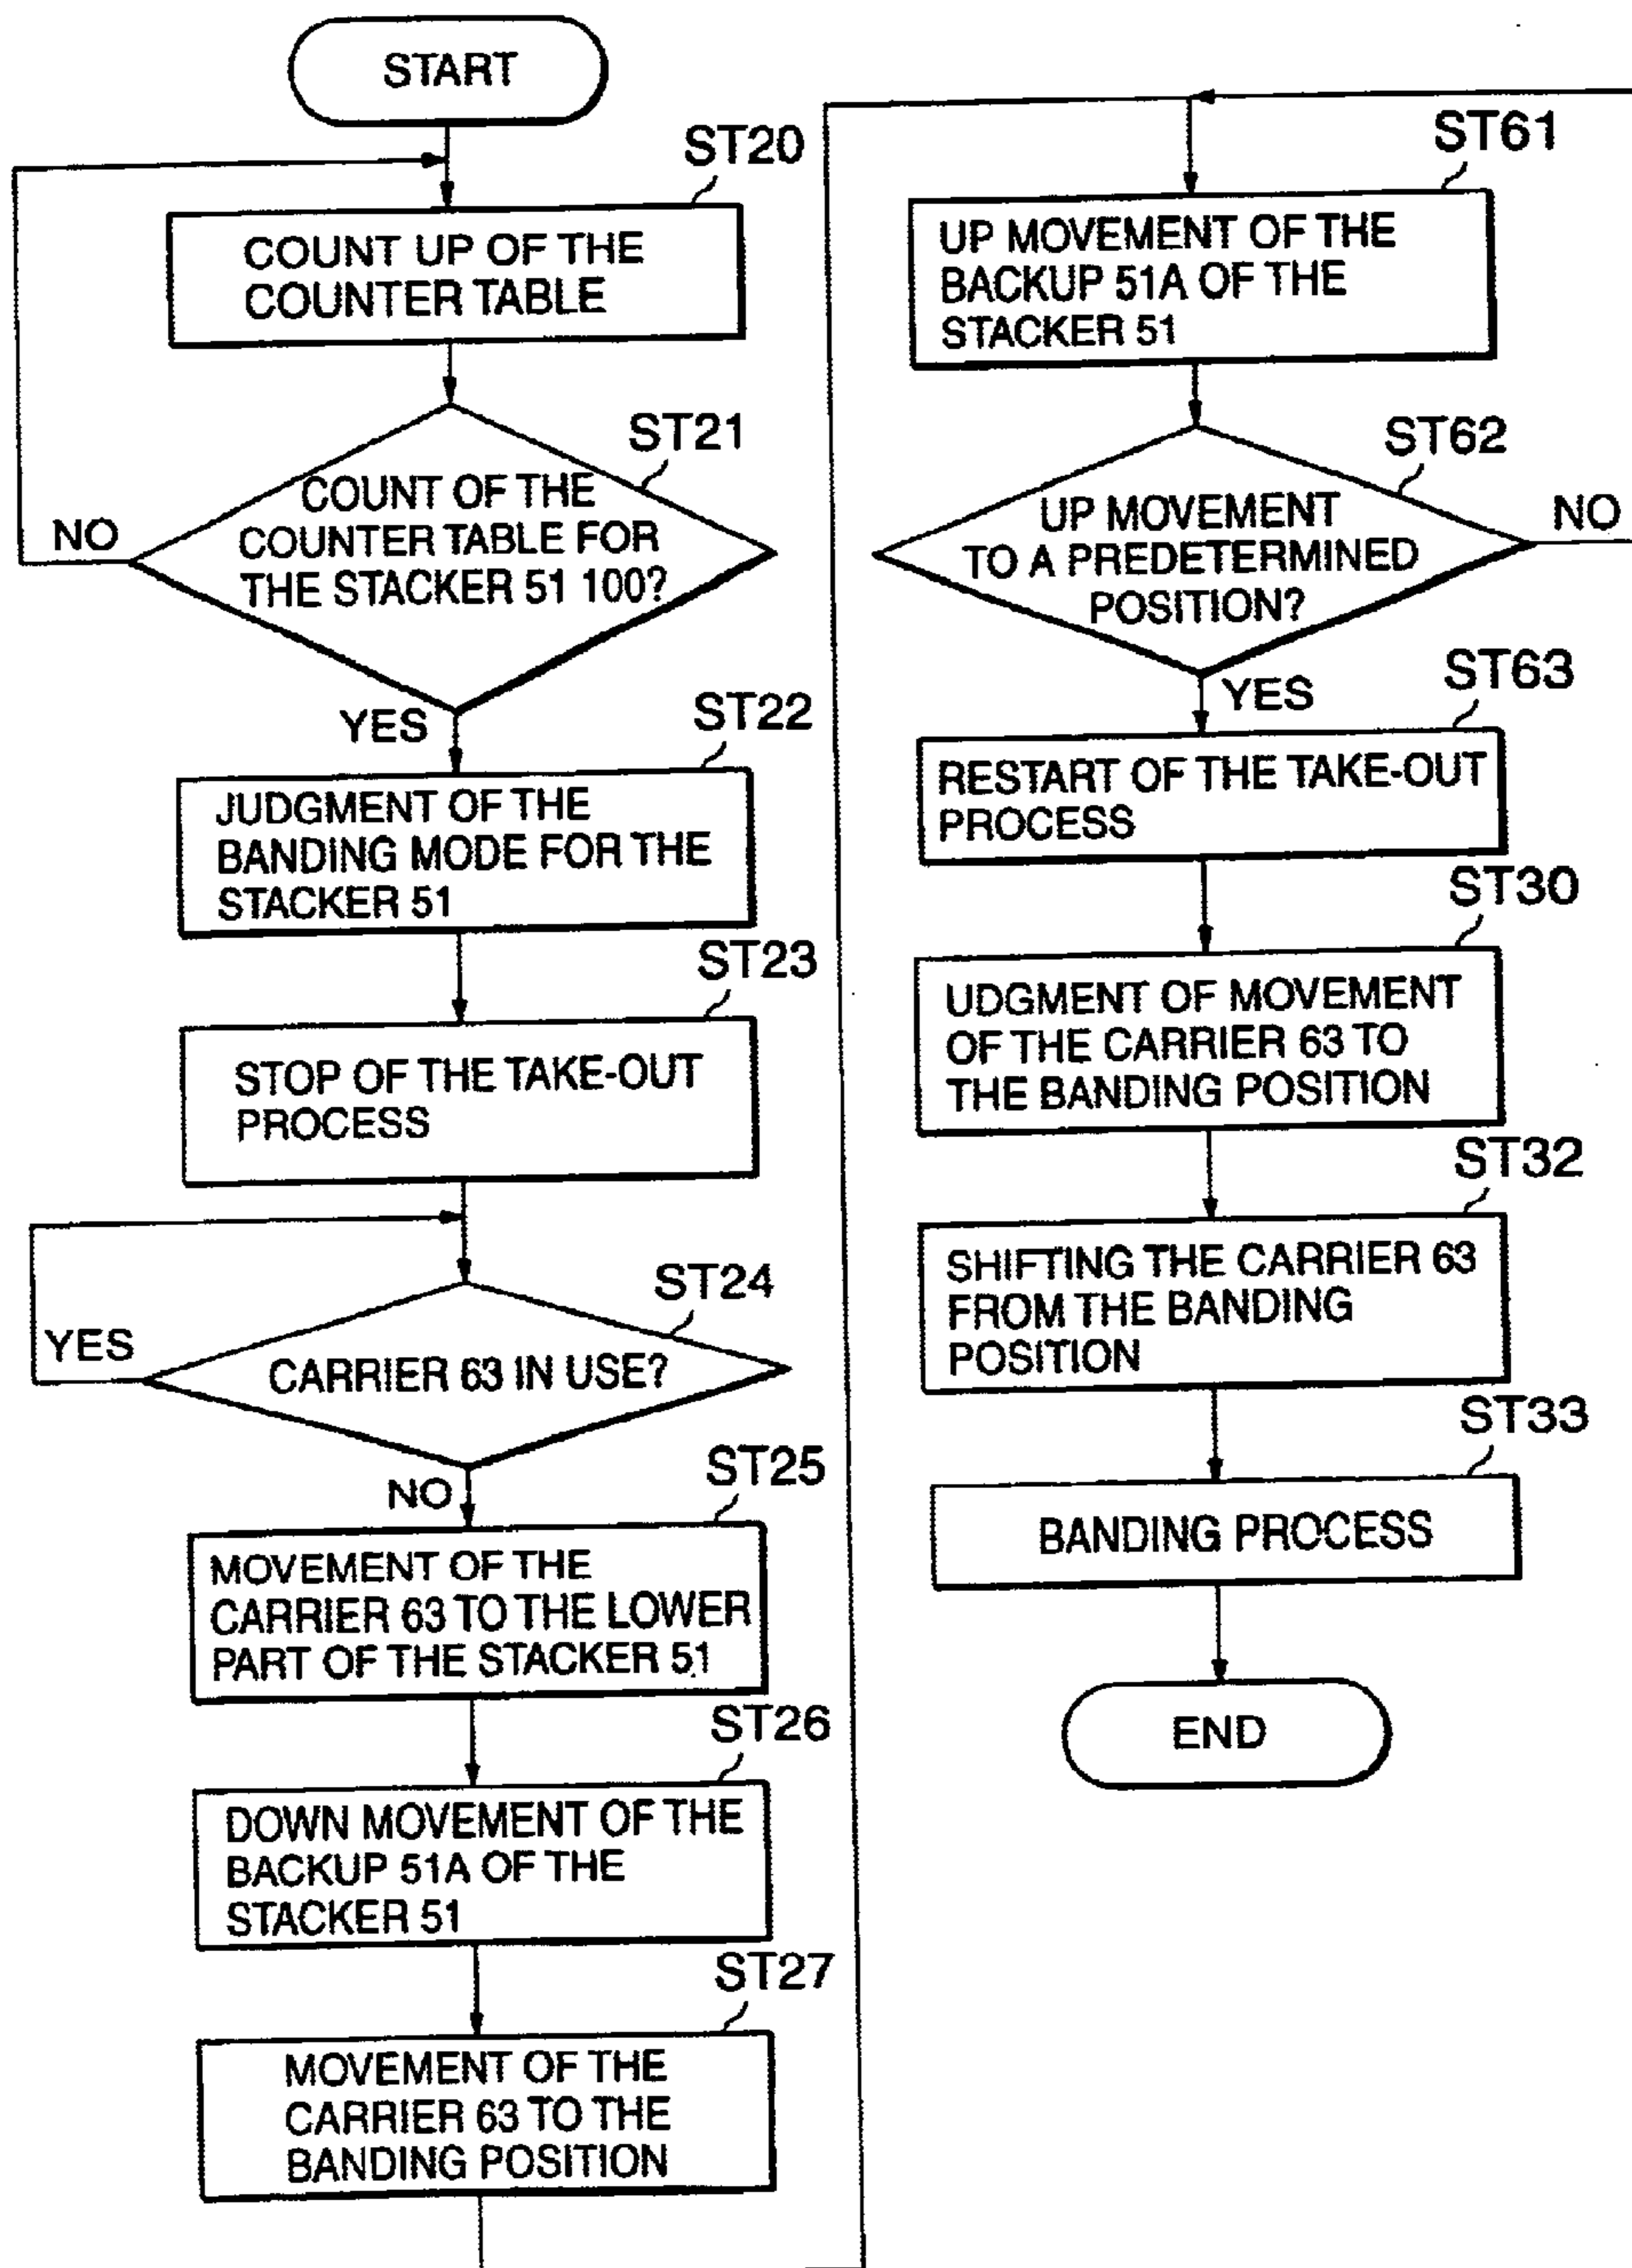 START
ST20
COUNT UP OF THE
COUNTER TABLE
ST21
COUNT OF THE
COUNTER TABLE FOR
THE STACKER 51 100?
NO
YES
ST22
JUDGMENT OF THE
BANDING MODE FOR THE
STACKER 51
ST23
STOP OF THE TAKE-OUT
PROCESS
ST24
YES
CARRIER 63 IN USE?
NO
ST25
MOVEMENT OF THE
CARRIER 63 TO THE LOWER
PART OF THE STACKER 51
ST26
DOWN MOVEMENT OF THE
BACKUP 51A OF THE
STACKER 51
ST27
MOVEMENT OF THE
CARRIER 63 TO THE
BANDING POSITION
ST61
UP MOVEMENT OF THE
BACKUP 51A OF THE
STACKER 51
ST62
UP MOVEMENT
TO A PREDETERMINED
POSITION?
NO
YES
ST63
RESTART OF THE TAKE-OUT
PROCESS
ST30
UDGMENT OF MOVEMENT
OF THE CARRIER 63 TO
THE BANDING POSITION
ST32
SHIFTING THE CARRIER 63
FROM THE BANDING
POSITION
ST33
BANDING PROCESS
END